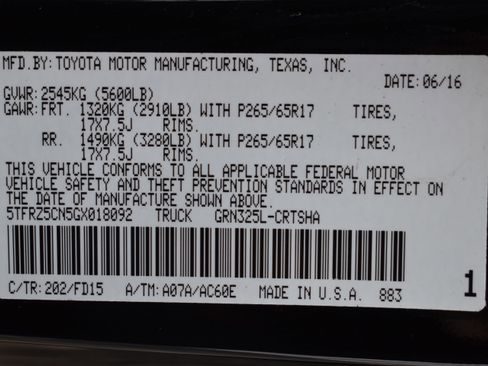 MFD.BY: TOYOTA MOTOR MANUFACTURING, TEXAS, INC.
DATE: 06/16
GVWR: 2545KG (5600LB)
GAWR: FRT. 1320KG (2910LB) WITH P265/65R17 TIRES,
17X7.5J RIMS.
RR. 1490KG (3280LB) WITH P265/65R17 TIRES,
17X7.5J RIMS.
THIS VEHICLE CONFORMS TO ALL APPLICABLE FEDERAL MOTOR
VEHICLE SAFETY AND THEFT PREVENTION STANDARDS IN EFFECT ON
THE DATE OF MANUFACTURE SHOWN ABOVE.
5TFRZ5CN5GX018092 TRUCK GRN325L-CRTSHA
C/TR: 202/FD15 A/TM: A07A/AC60E MADE IN U.S.A. 883 1